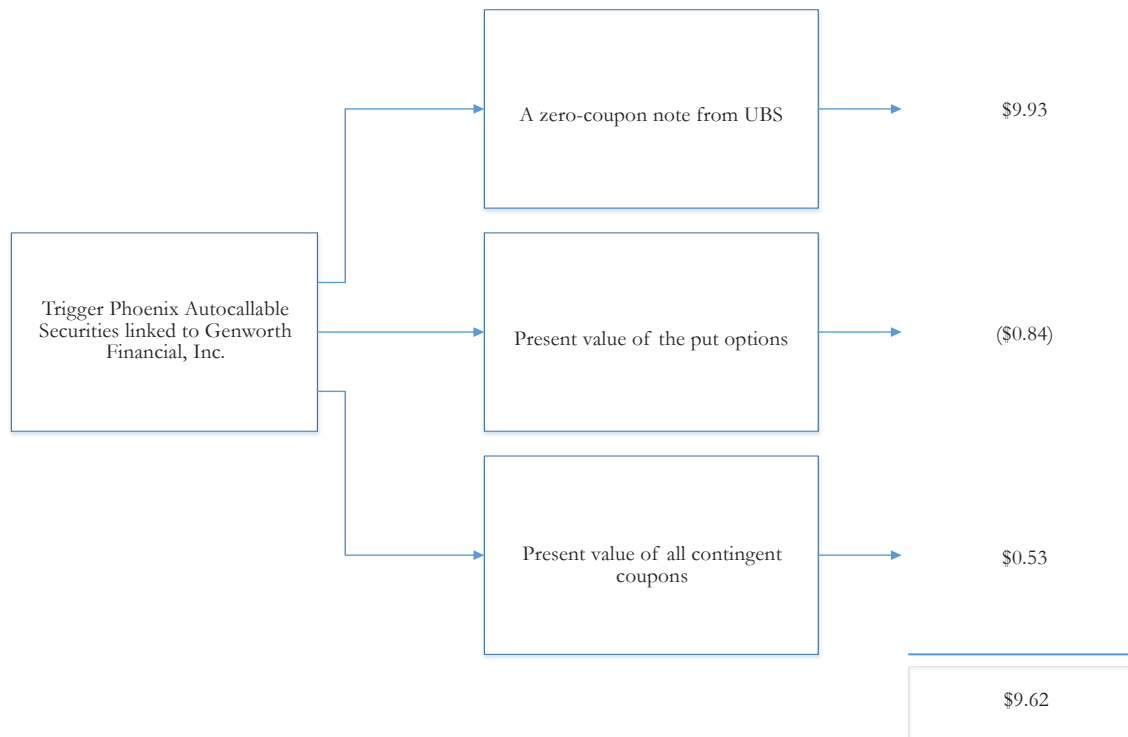 A zero-coupon note from UBS
$9.93
Trigger Phoenix Autocallable
Securities linked to Genworth
Financial, Inc.
Present value of the put options
($0.84)
Present value of all contingent
coupons
$0.53
$9.62